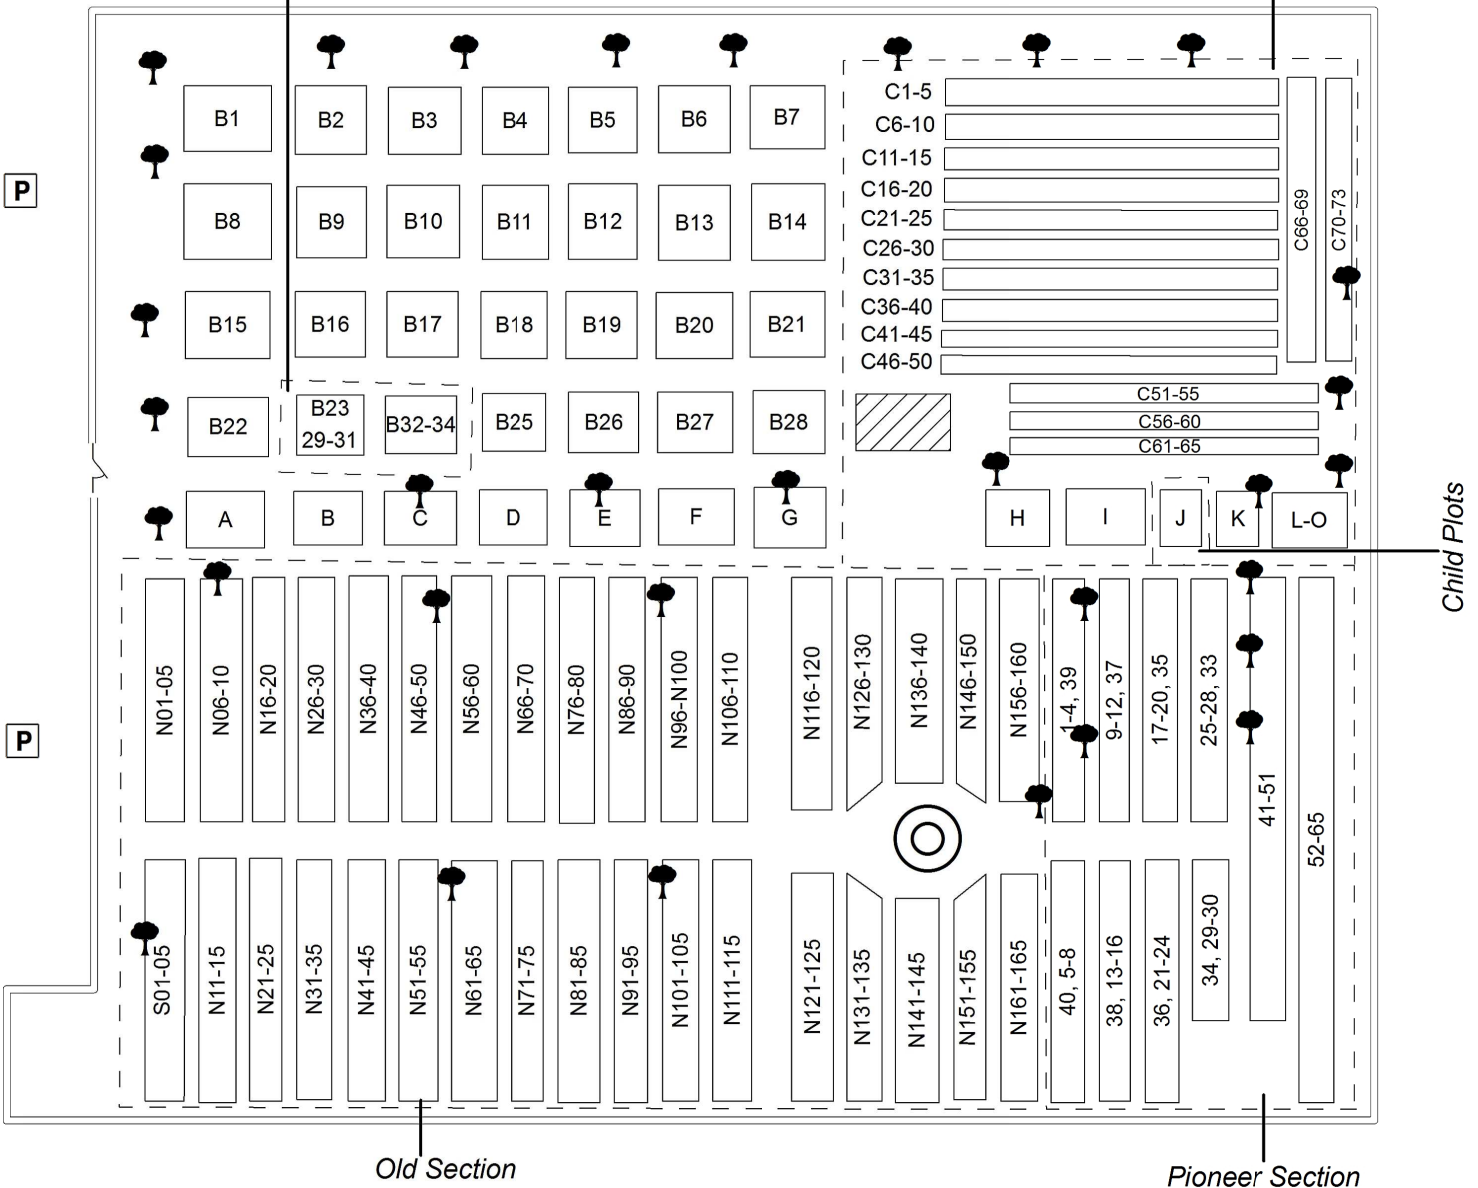 B1 B2 B3 B4 B5 B6 B7
C1-5
C6-10
C11-15
C16-20
C21-25
C26-30
C31-35
C36-40
C41-45
C46-50
C66-69
C70-73
P
B8 B9 B10 B11 B12 B13 B14
B15 B16 B17 B18 B19 B20 B21
B22
B23
29-31
B32-34
B25 B26 B27 B28
C51-55
C56-60
C61-65
A B C D E F G
H I J K L-O
Child Plots
N01-05
N06-10
N16-20
N26-30
N36-40
N46-50
N56-60
N66-70
N76-80
N86-90
N96-N100
N106-110
N116-120
N126-130
N136-140
N146-150
N156-160
1-4, 39
9-12, 37
17-20, 35
25-28, 33
41-51
52-65
P
S01-05
N11-15
N21-25
N31-35
N41-45
N51-55
N61-65
N71-75
N81-85
N91-95
N101-105
N111-115
N121-125
N131-135
N141-145
N151-155
N161-165
40, 5-8
38, 13-16
36, 21-24
34, 29-30
Old Section
Pioneer Section